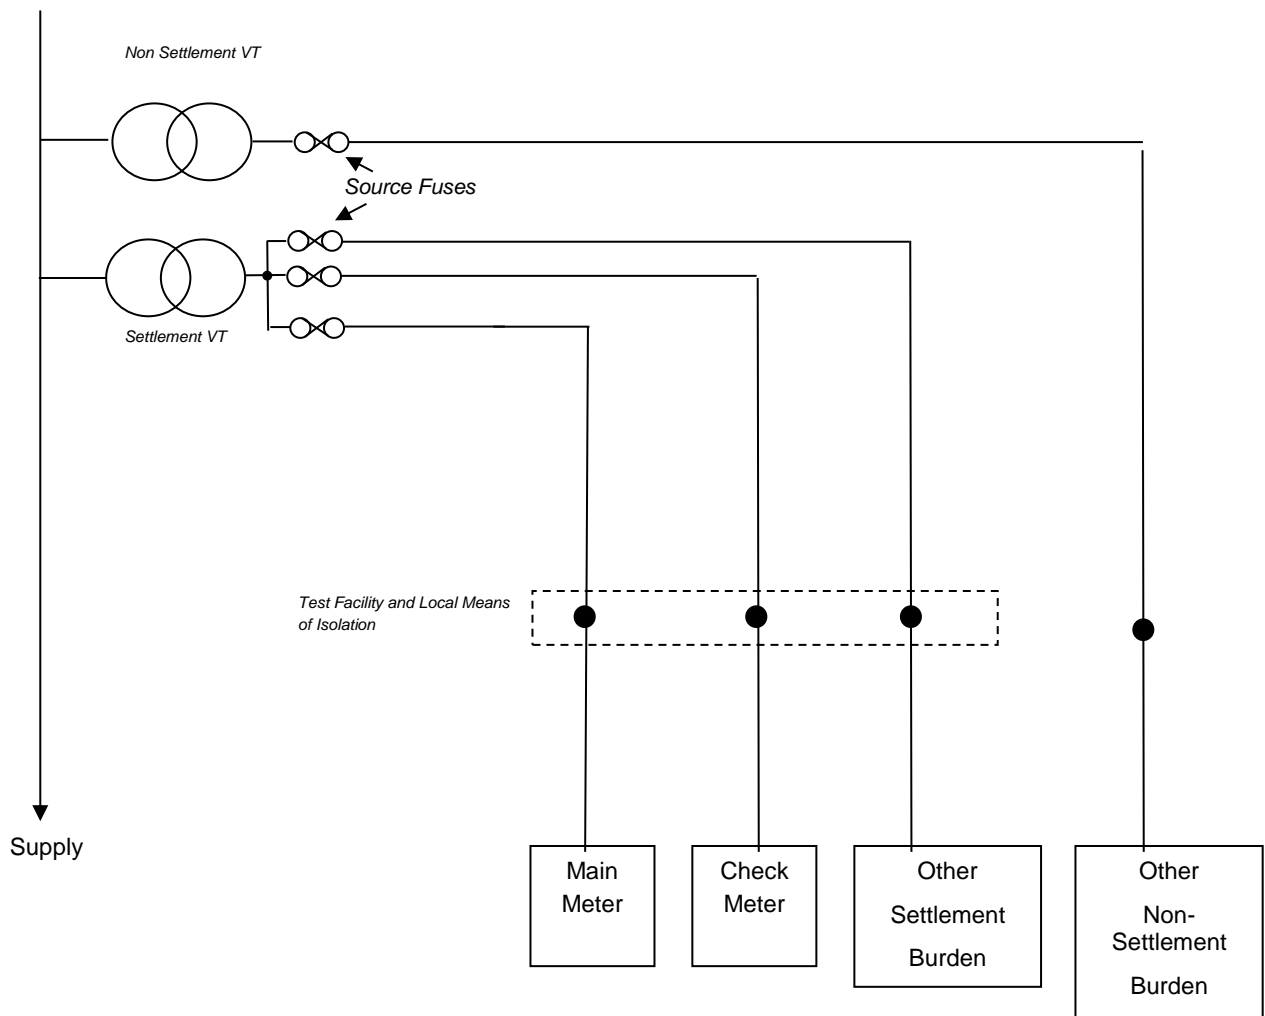 Non Settlement VT
Source Fuses
Settlement VT
Test Facility and Local Means
of Isolation
Supply
Main
Meter
Check
Meter
Other
Settlement
Burden
Other
Non-
Settlement
Burden